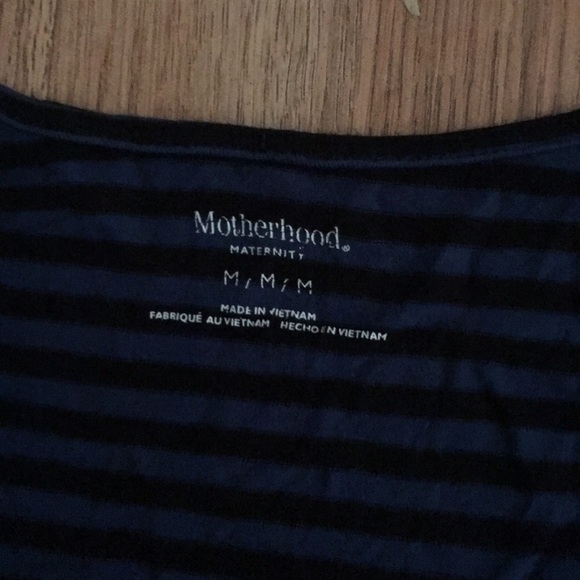 Motherhood®
MATERNITY
M / M / M
MADE IN VIETNAM
FABRIQUÉ AU VIETNAM HECHO EN VIETNAM